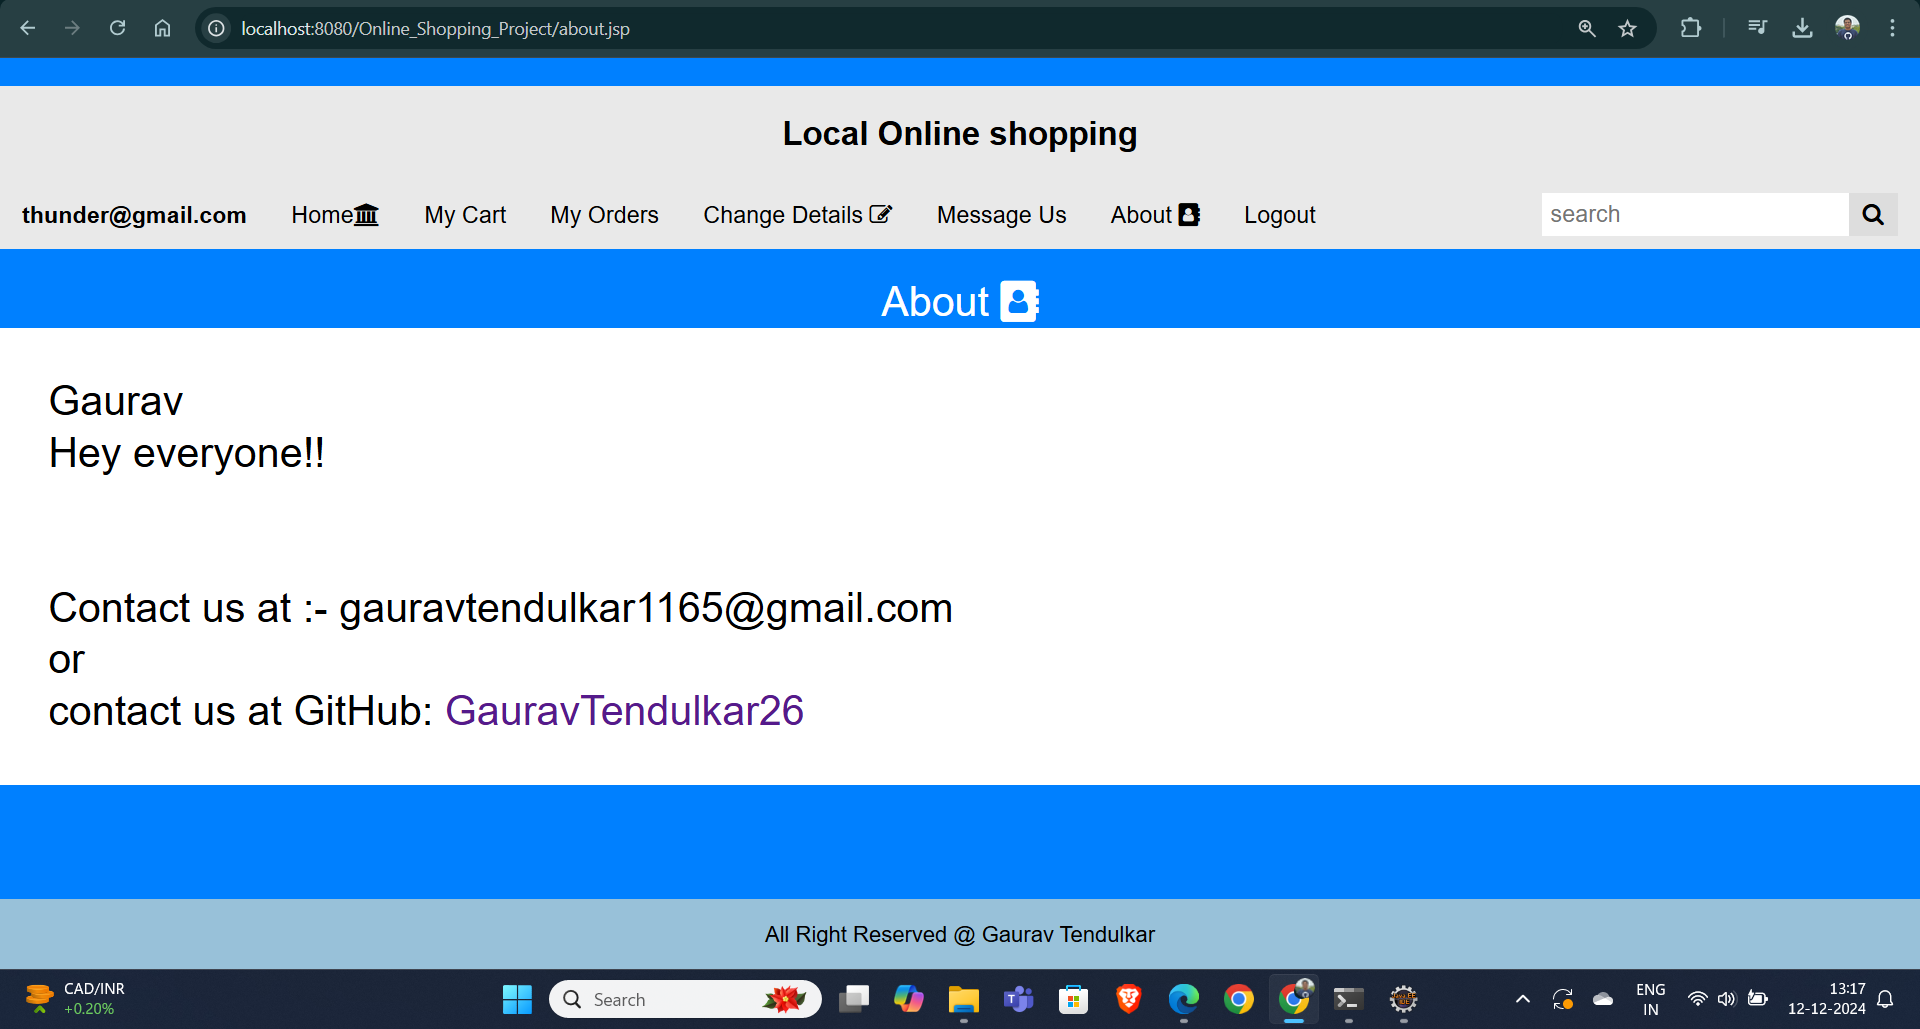 localhost:8080/Online_Shopping_Project/about.jsp
Local Online shopping
thunder@gmail.com Home My Cart My Orders Change Details Message Us About Logout search
About
Gaurav
Hey everyone!!
Contact us at :- gauravtendulkar1165@gmail.com
or
contact us at GitHub: GauravTendulkar26
All Right Reserved @ Gaurav Tendulkar
CAD/INR
+0.20%
Search
ENG
IN
13:17
12-12-2024